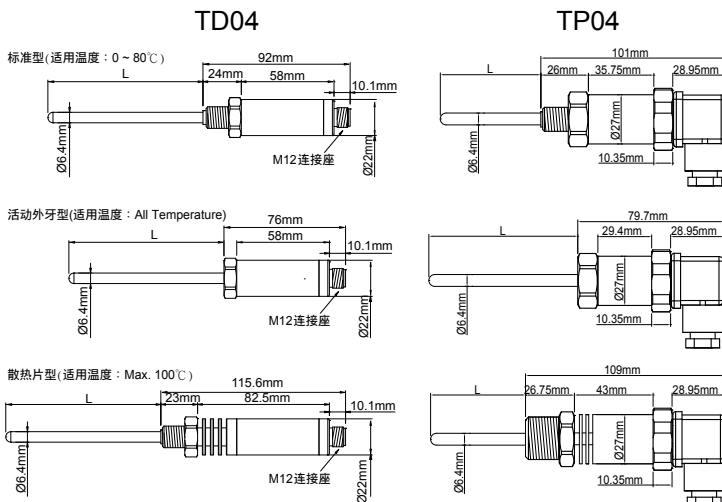 TD04
TP04
标准型(适用温度：0 ~ 80℃)
92mm
L
24mm
58mm
10.1mm
Ø6.4mm
M12连接座
Ø22mm
101mm
L
26mm
35.75mm
28.95mm
Ø6.4mm
Ø27mm
10.35mm
活动外牙型(适用温度：All Temperature)
76mm
L
58mm
10.1mm
Ø6.4mm
M12连接座
Ø22mm
79.7mm
L
29.4mm
28.95mm
Ø6.4mm
Ø27mm
10.35mm
散热片型(适用温度：Max. 100℃)
115.6mm
L
23mm
82.5mm
10.1mm
Ø6.4mm
M12连接座
Ø22mm
109mm
L
26.75mm
43mm
28.95mm
Ø6.4mm
Ø27mm
10.35mm